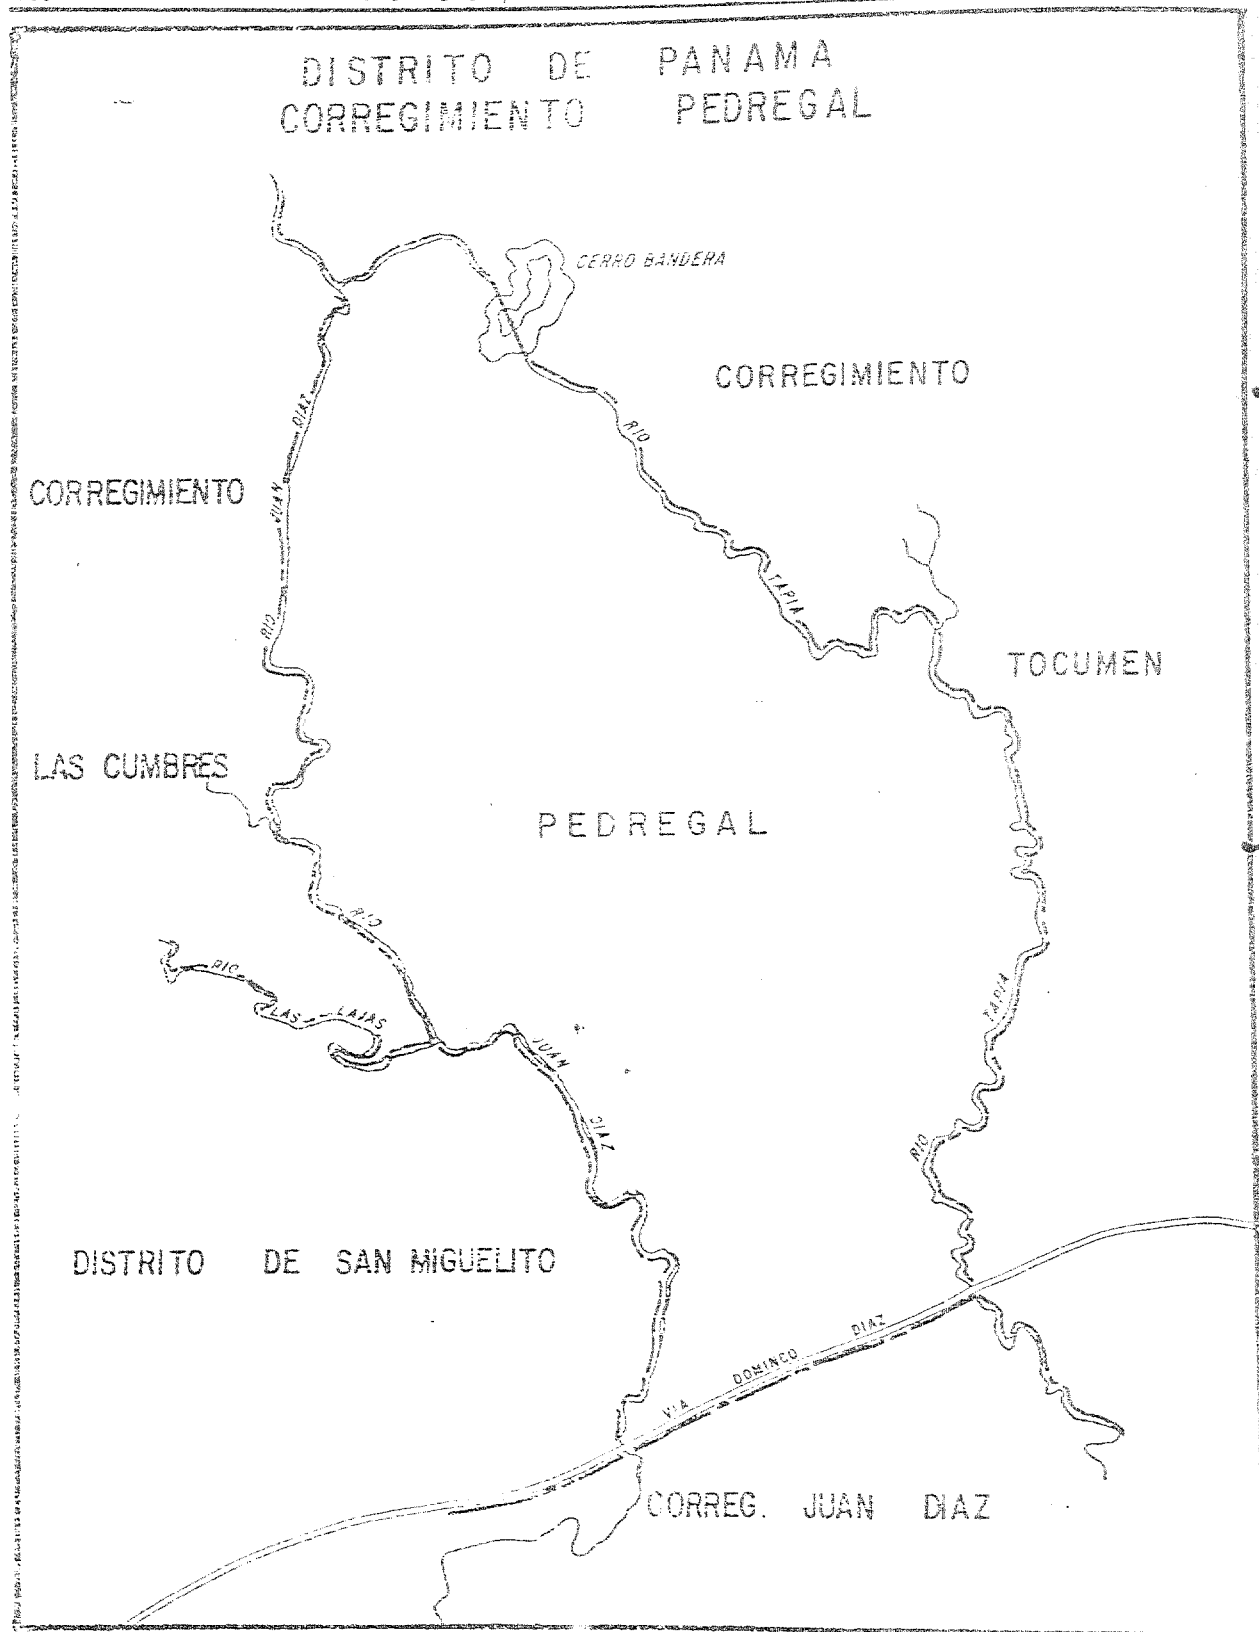 DISTRITO DE PANAMA
CORREGIMIENTO PEDREGAL
CERRO BANDERA
CORREGIMIENTO
TOCUMEN
CORREGIMIENTO
LAS CUMBRES
RIO JUAN DIAZ
RIO TAPIA
PEDREGAL
RIO LAS LAJAS
RIO JUAN DIAZ
RIO TAPIA
DISTRITO DE SAN MIGUELITO
VIA DOMINGO DIAZ
CORREG. JUAN DIAZ